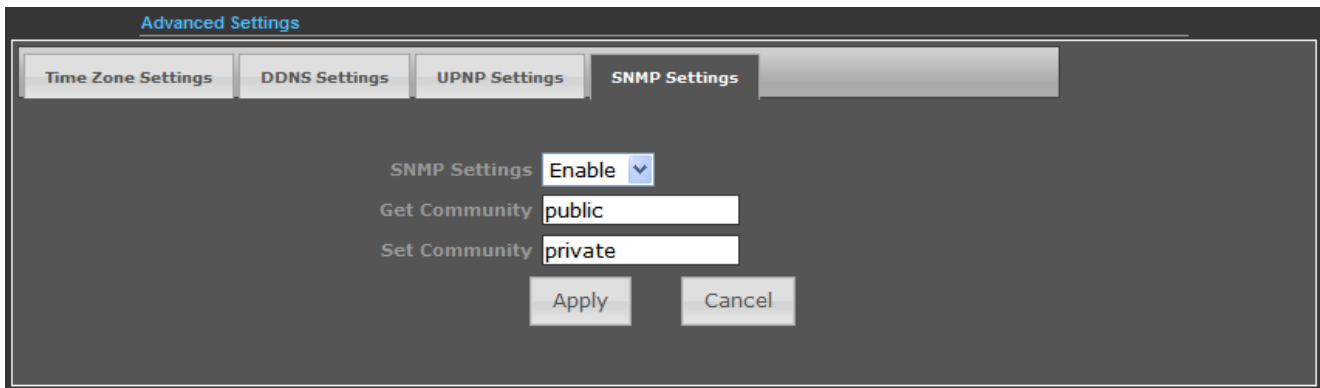 Advanced Settings
Time Zone Settings DDNS Settings UPNP Settings SNMP Settings
SNMP Settings Enable
Get Community public
Set Community private
Apply Cancel